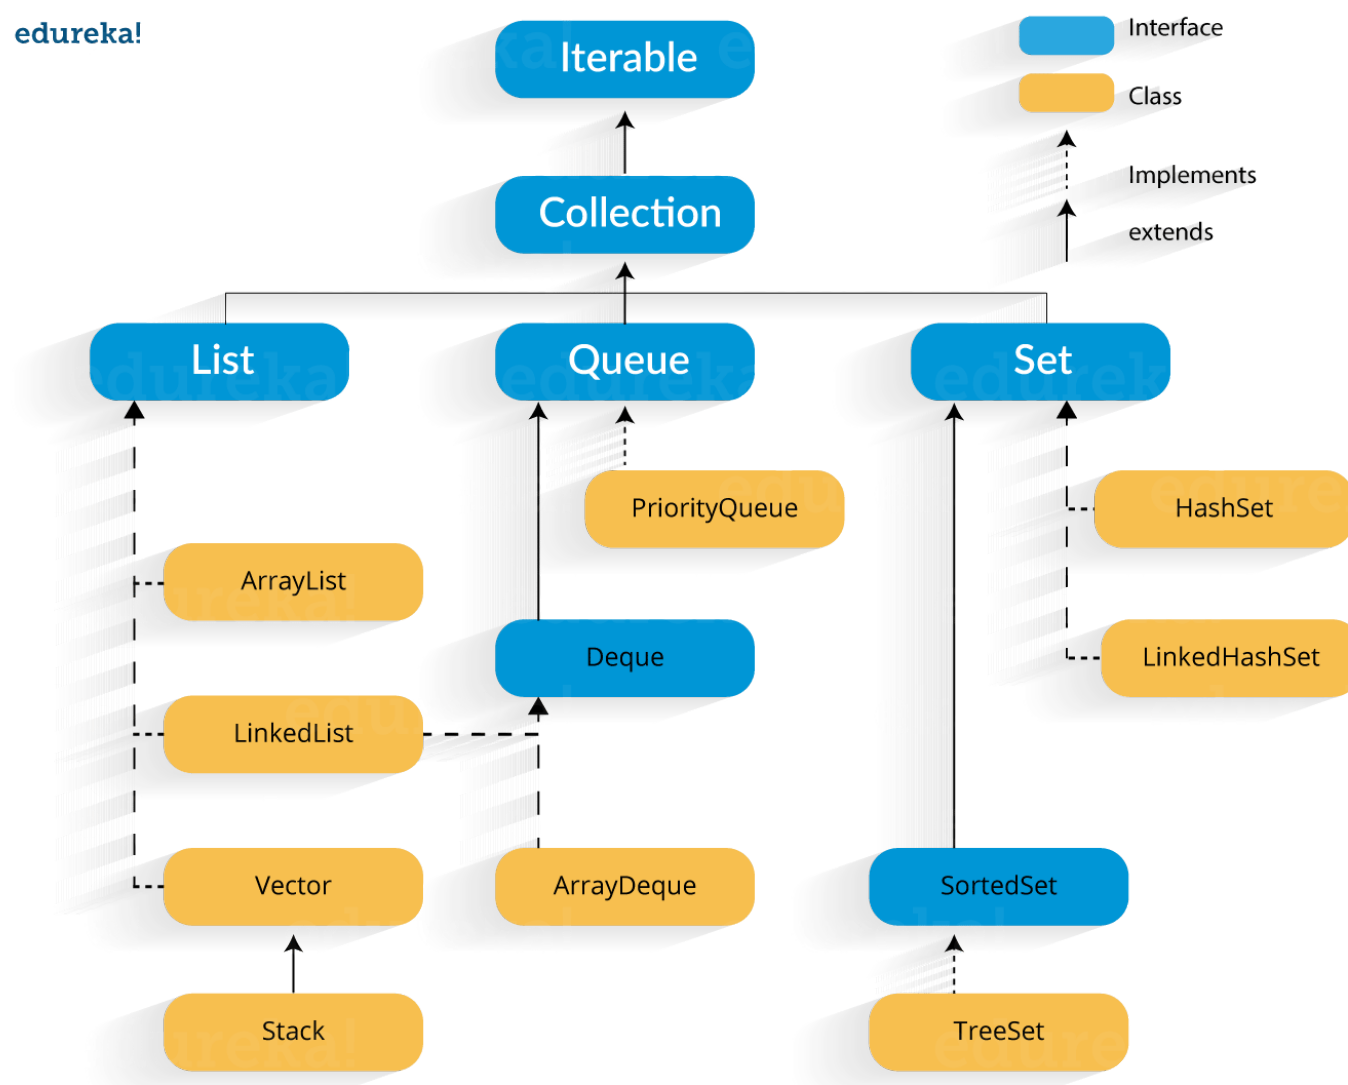 edureka!
Iterable
Interface
Class
Implements
extends
Collection
List
Queue
Set
PriorityQueue
HashSet
ArrayList
Deque
LinkedHashSet
LinkedList
Vector
ArrayDeque
SortedSet
Stack
TreeSet